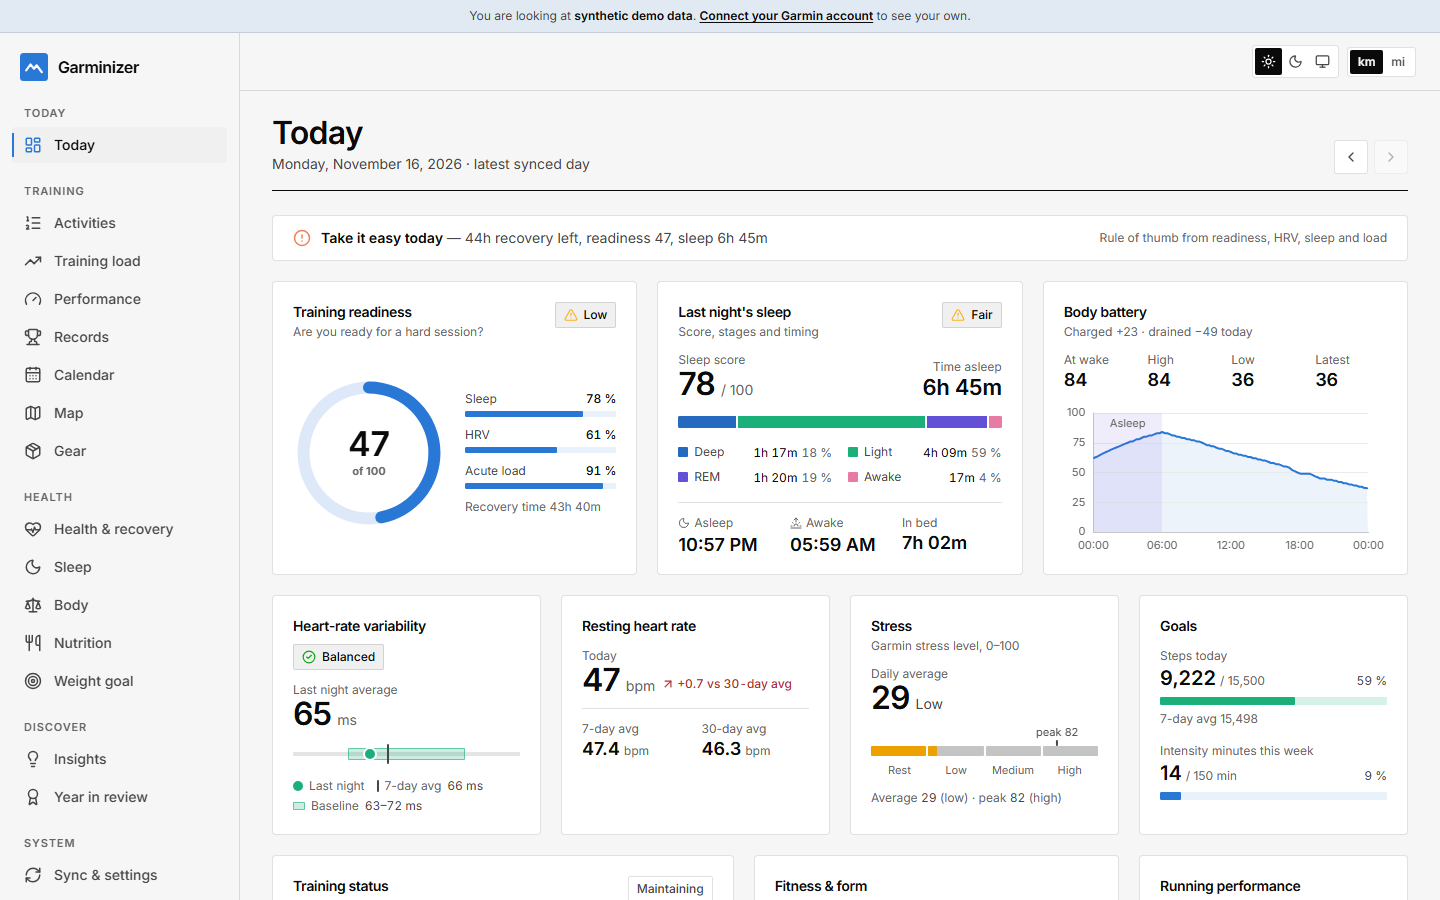 You are looking at synthetic demo data. Connect your Garmin account to see your own.
Garminizer
km mi
TODAY
Today
TRAINING
Activities
Training load
Performance
Records
Calendar
Map
Gear
HEALTH
Health & recovery
Sleep
Body
Nutrition
Weight goal
DISCOVER
Insights
Year in review
SYSTEM
Sync & settings
Today
Monday, November 16, 2026 · latest synced day
Take it easy today — 44h recovery left, readiness 47, sleep 6h 45m
Rule of thumb from readiness, HRV, sleep and load
Training readiness
Low
Are you ready for a hard session?
47
of 100
Sleep 78 %
HRV 61 %
Acute load 91 %
Recovery time 43h 40m
Last night's sleep
Fair
Score, stages and timing
Sleep score
78 / 100
Time asleep
6h 45m
Deep 1h 17m 18 %
Light 4h 09m 59 %
REM 1h 20m 19 %
Awake 17m 4 %
Asleep
10:57 PM
Awake
05:59 AM
In bed
7h 02m
Body battery
Charged +23 · drained −49 today
At wake High Low Latest
84 84 36 36
100
75
50
25
0
Asleep
00:00 06:00 12:00 18:00 00:00
Heart-rate variability
Balanced
Last night average
65 ms
Last night 7-day avg 66 ms
Baseline 63–72 ms
Resting heart rate
Today
47 bpm +0.7 vs 30-day avg
7-day avg 30-day avg
47.4 bpm 46.3 bpm
Stress
Garmin stress level, 0–100
Daily average
29 Low
peak 82
Rest Low Medium High
Average 29 (low) · peak 82 (high)
Goals
Steps today
9,222 / 15,500 59 %
7-day avg 15,498
Intensity minutes this week
14 / 150 min 9 %
Training status
Maintaining
Fitness & form
Running performance